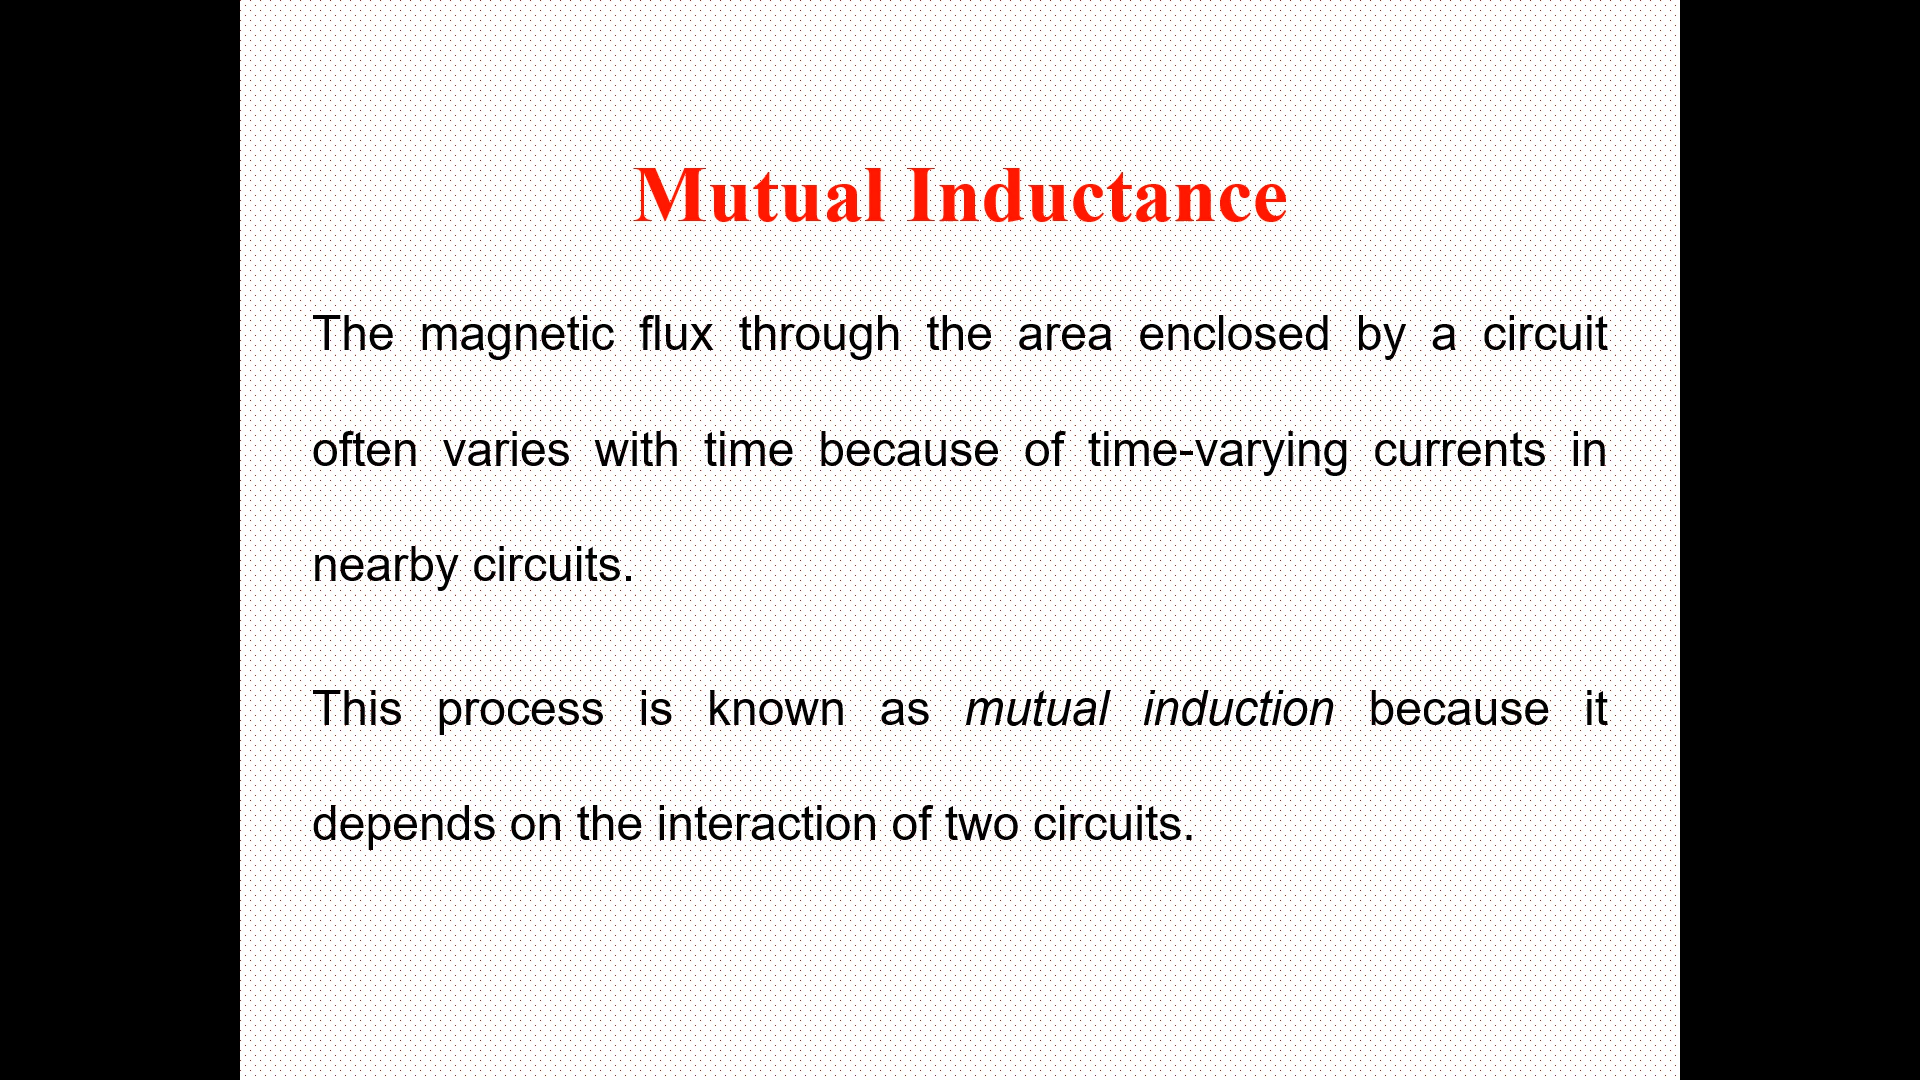 Mutual Inductance
The magnetic flux through the area enclosed by a circuit
often varies with time because of time-varying currents in
nearby circuits.
This process is known as mutual induction because it
depends on the interaction of two circuits.